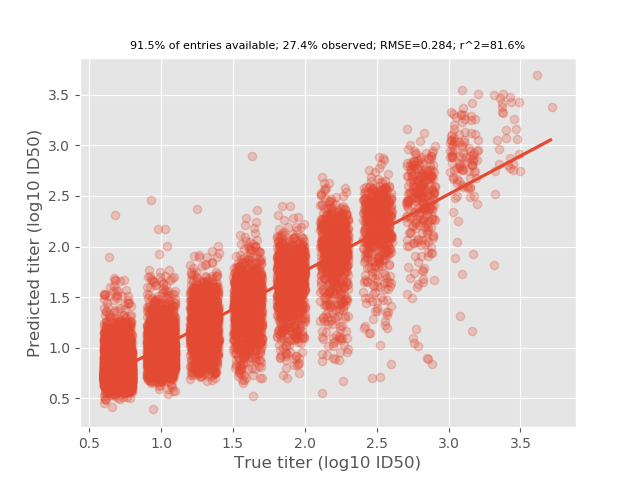 91.5% of entries available; 27.4% observed; RMSE=0.284; r^2=81.6%
Predicted titer (log10 ID50)
3.5
3.0
2.5
2.0
1.5
1.0
0.5
0.5 1.0 1.5 2.0 2.5 3.0 3.5
True titer (log10 ID50)